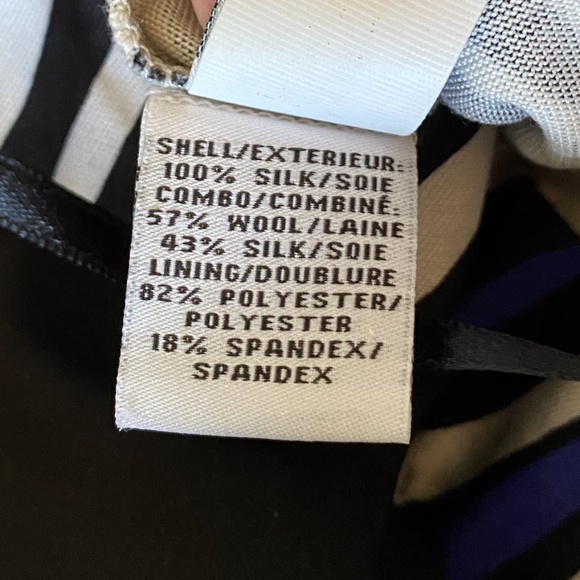 SHELL/EXTERIEUR:
100% SILK/SOIE
COMBO/COMBINÉ:
57% WOOL/LAINE
43% SILK/SOIE
LINING/DOUBLURE
82% POLYESTER/
POLYESTER
18% SPANDEX/
SPANDEX